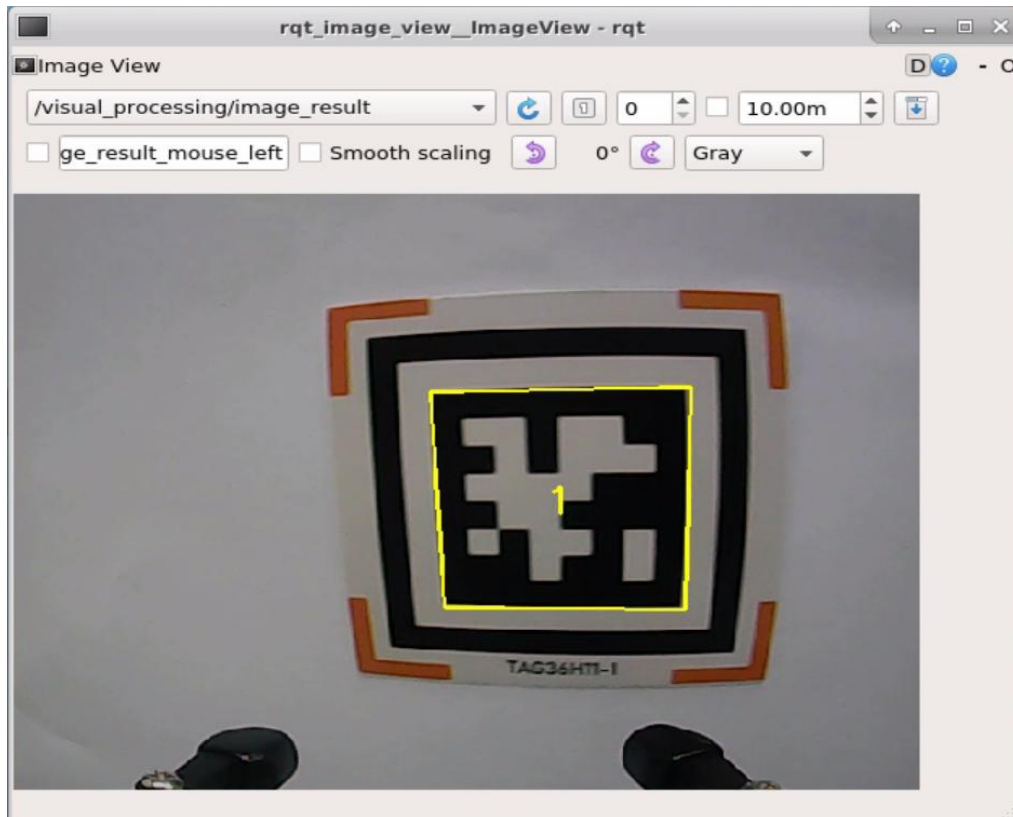 rqt_image_view__ImageView - rqt
Image View
D
?
- O
/visual_processing/image_result
0
10.00m
ge_result_mouse_left
Smooth scaling
0°
Gray
1
TAG36H11-1